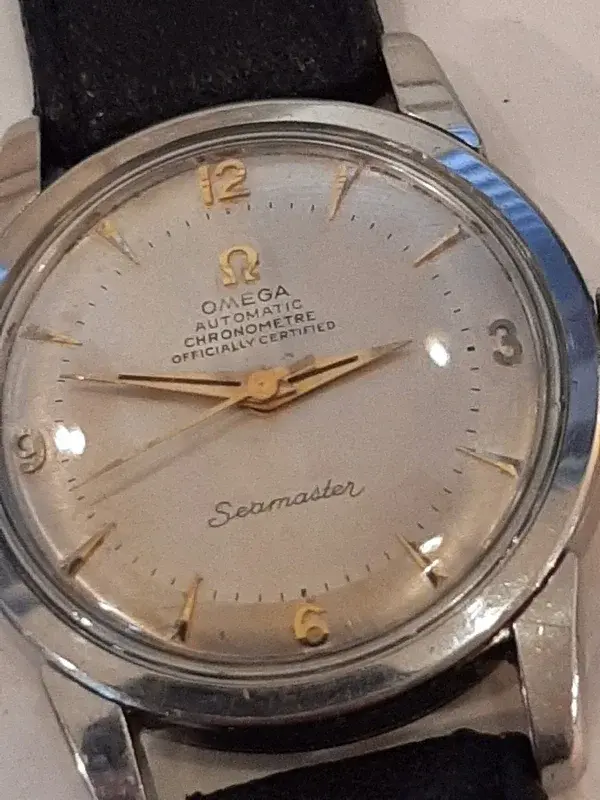 12
OMEGA
AUTOMATIC
CHRONOMETRE
OFFICIALLY CERTIFIED
3
9
Seamaster
6